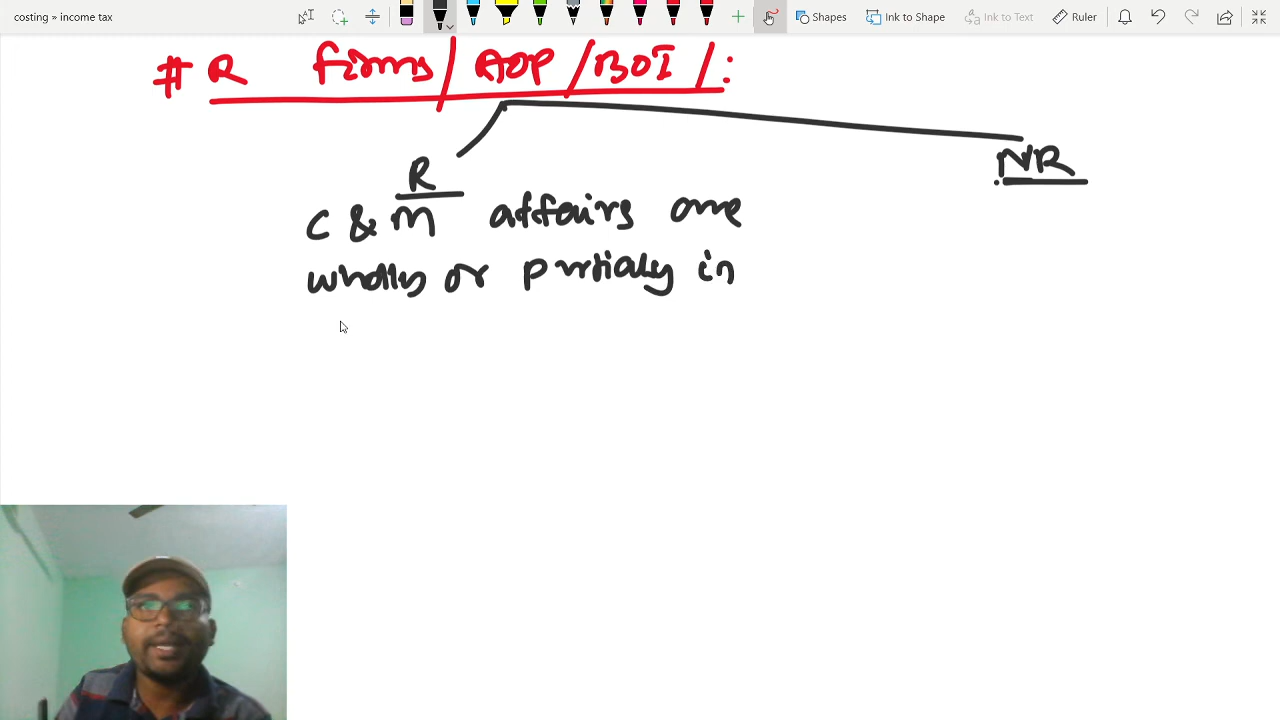 costing » income tax
Shapes
Ink to Shape
Ink to Text
Ruler
# R firms/ AOP / BOI / :
R
NR
C & M affairs are
wholly or partialy in